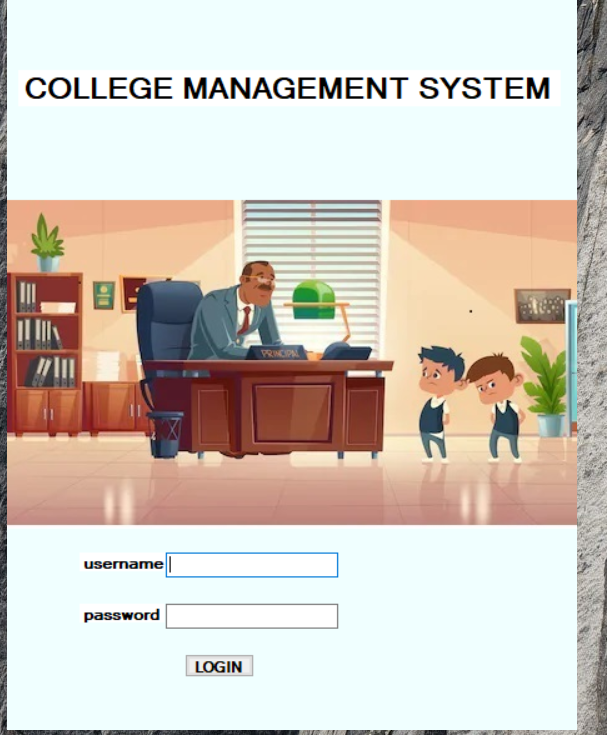 COLLEGE MANAGEMENT SYSTEM
PRINCIPAL
username
password
LOGIN